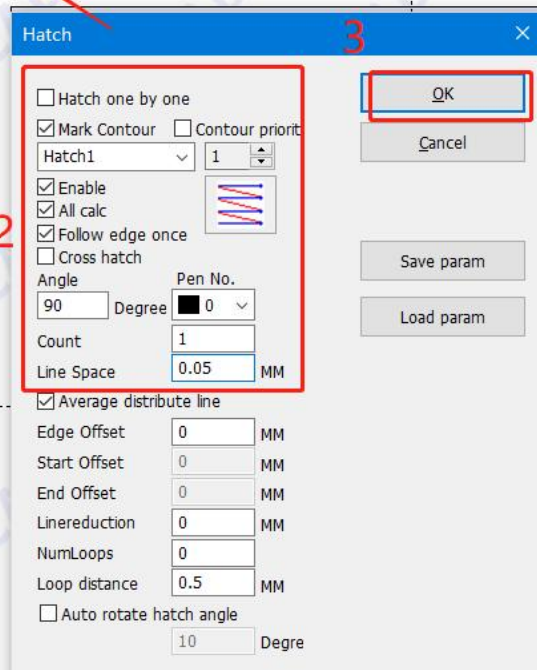 Hatch
3
Hatch one by one
OK
Mark Contour Contour priorit
Cancel
Hatch1 1
Enable
All calc
2
Follow edge once
Cross hatch
Save param
Angle Pen No.
90 Degree 0
Load param
Count 1
Line Space 0.05 MM
Average distribute line
Edge Offset 0 MM
Start Offset 0 MM
End Offset 0 MM
Linereduction 0 MM
NumLoops 0
Loop distance 0.5 MM
Auto rotate hatch angle
10 Degre